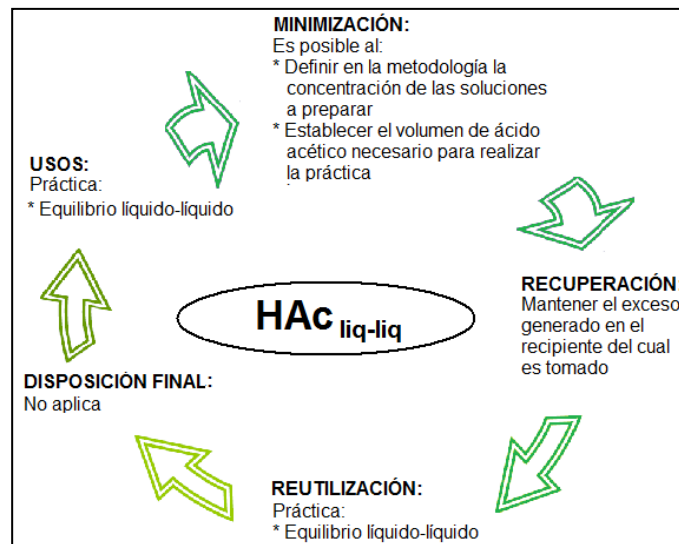 MINIMIZACIÓN:
Es posible al:
* Definir en la metodología la
concentración de las soluciones
a preparar
* Establecer el volumen de ácido
acético necesario para realizar
la práctica
USOS:
Práctica:
* Equilibrio líquido-líquido
RECUPERACIÓN:
Mantener el exceso
generado en el
recipiente del cual
es tomado
HAc liq-liq
DISPOSICIÓN FINAL:
No aplica
REUTILIZACIÓN:
Práctica:
* Equilibrio líquido-líquido